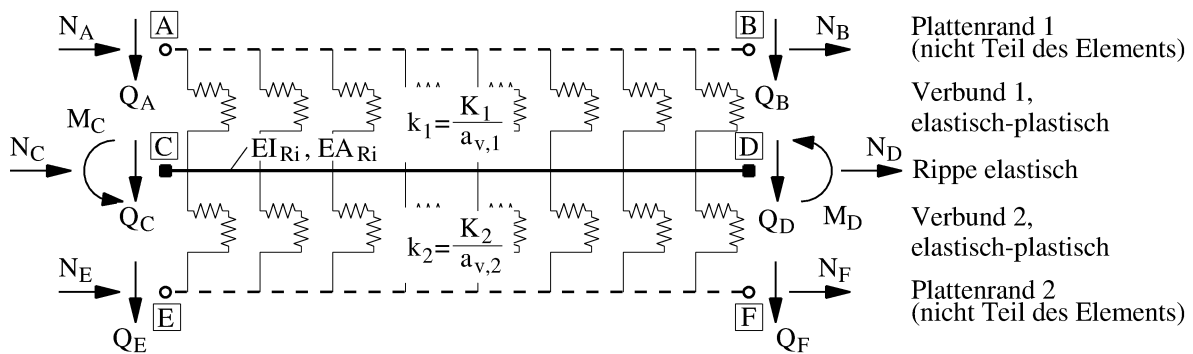 N_A
A
B
N_B
Plattenrand 1
(nicht Teil des Elements)
Q_A
Q_B
Verbund 1,
elastisch-plastisch
k_1=K_1/a_v,1
M_C
N_C
C
EI_Ri, EA_Ri
D
N_D
Rippe elastisch
Q_C
Q_D
M_D
Verbund 2,
elastisch-plastisch
k_2=K_2/a_v,2
N_E
E
F
N_F
Plattenrand 2
(nicht Teil des Elements)
Q_E
Q_F